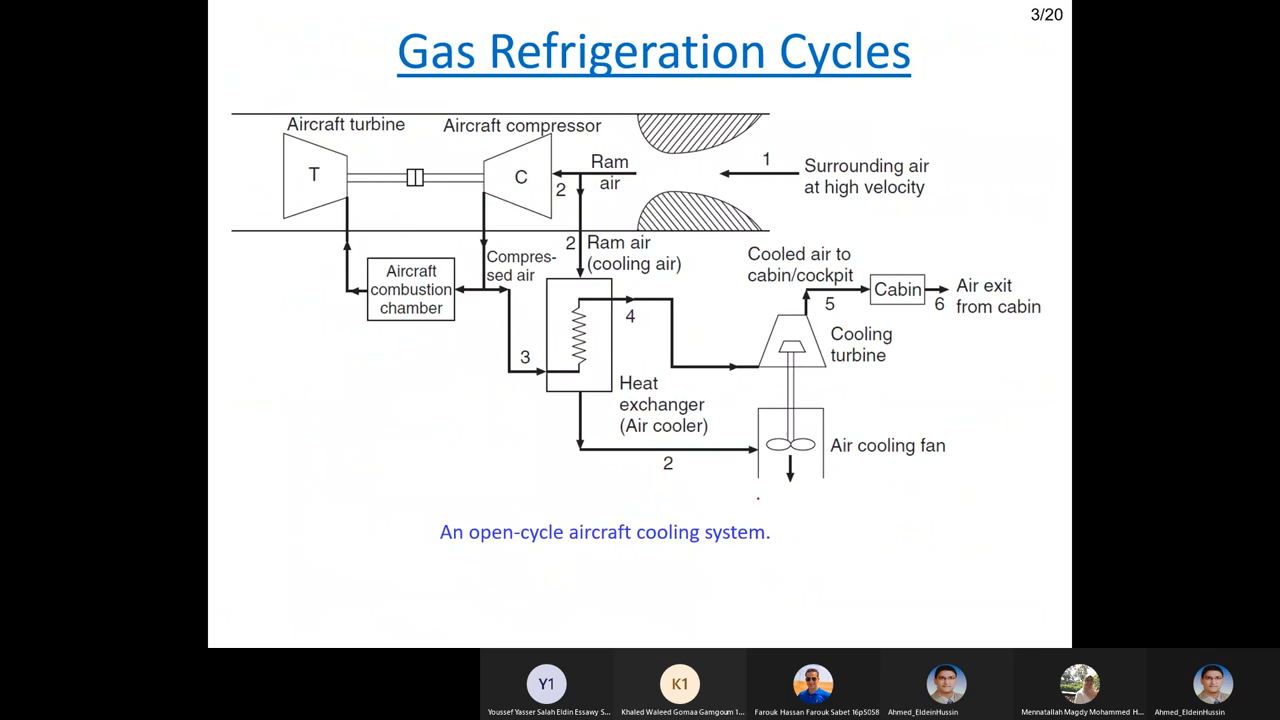 3/20
Gas Refrigeration Cycles
Aircraft turbine
Aircraft compressor
T
C
Ram
air
2
1
Surrounding air
at high velocity
2
Ram air
(cooling air)
Compres-
sed air
Aircraft
combustion
chamber
Cooled air to
cabin/cockpit
Cabin
5
6
Air exit
from cabin
4
3
Cooling
turbine
Heat
exchanger
(Air cooler)
2
Air cooling fan
An open-cycle aircraft cooling system.
Y1
K1
Youssef Yasser Salah Eldin Essawy S...
Khaled Waleed Gomaa Gamgoum 1...
Farouk Hassan Farouk Sabet 16p5058
Ahmed_EldeinHussin
Mennatallah Magdy Mohammed H...
Ahmed_EldeinHussin